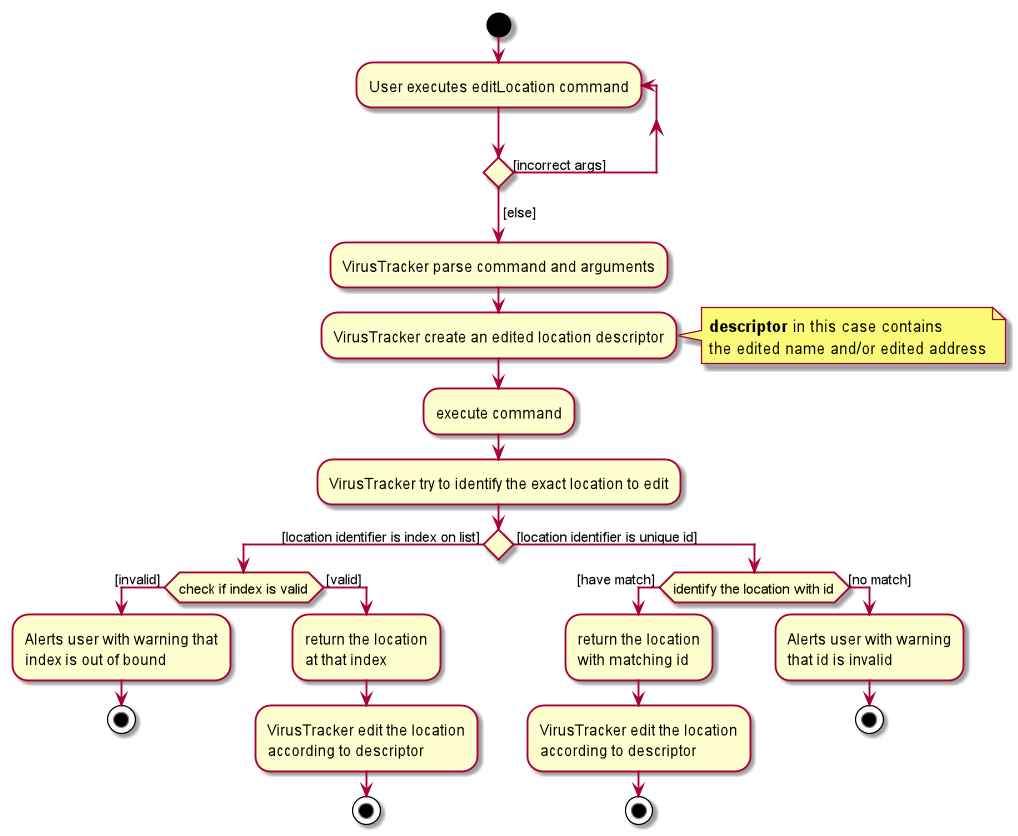 User executes editLocation command
[incorrect args]
[else]
VirusTracker parse command and arguments
VirusTracker create an edited location descriptor
descriptor in this case contains
the edited name and/or edited address
execute command
VirusTracker try to identify the exact location to edit
[location identifier is index on list]
[location identifier is unique id]
[invalid]
check if index is valid
[valid]
[have match]
identify the location with id
[no match]
Alerts user with warning that
index is out of bound
return the location
at that index
return the location
with matching id
Alerts user with warning
that id is invalid
VirusTracker edit the location
according to descriptor
VirusTracker edit the location
according to descriptor